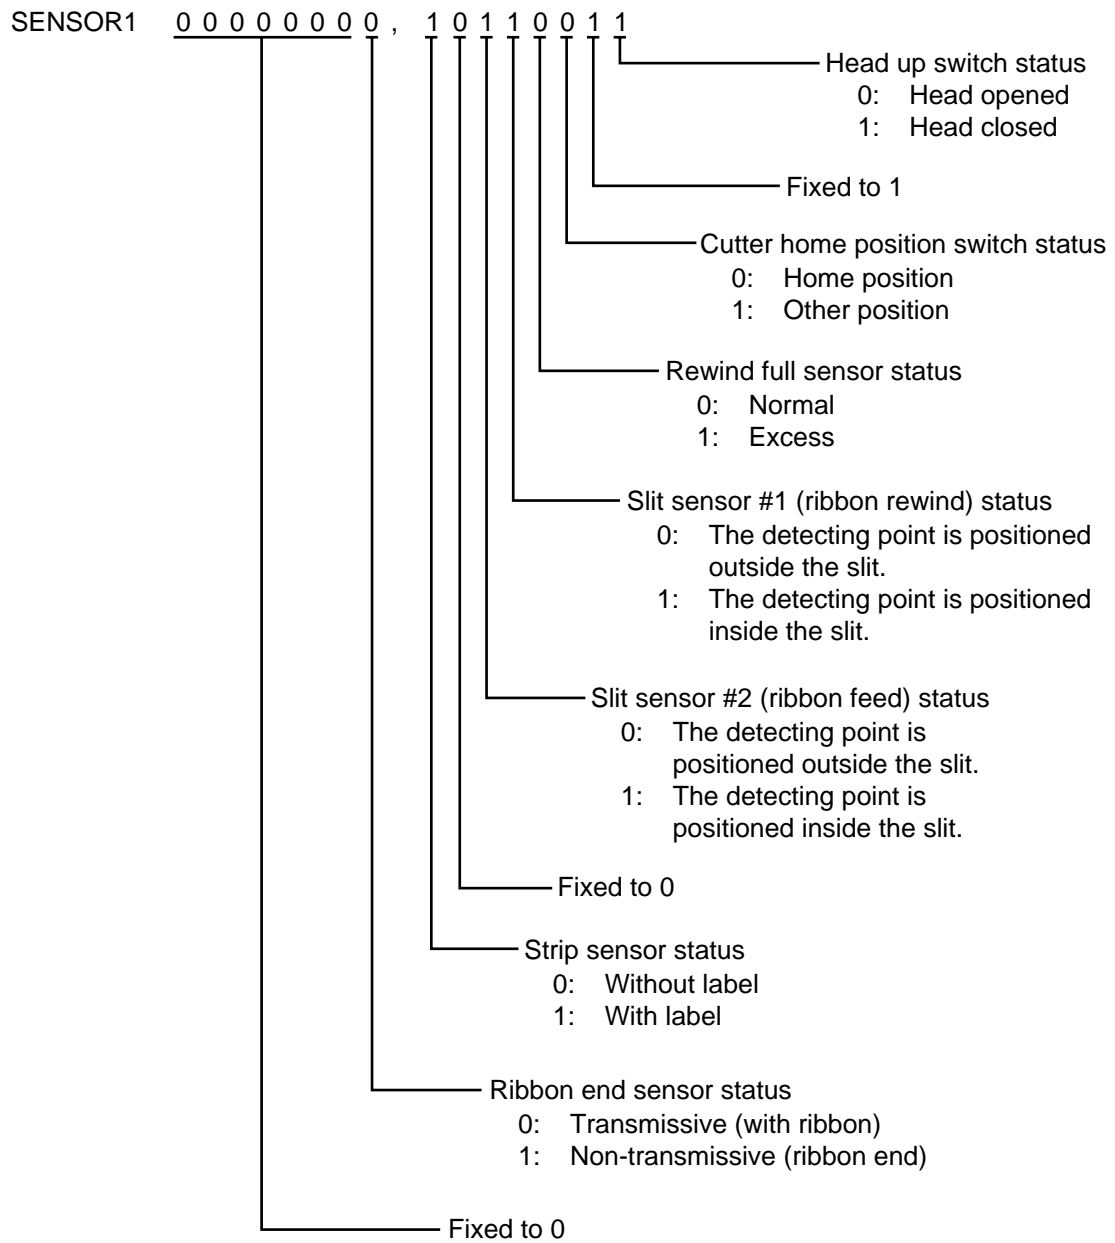 SENSOR1 0 0 0 0 0 0 0 0 , 1 0 1 1 0 0 1 1
Head up switch status
0: Head opened
1: Head closed
Fixed to 1
Cutter home position switch status
0: Home position
1: Other position
Rewind full sensor status
0: Normal
1: Excess
Slit sensor #1 (ribbon rewind) status
0: The detecting point is positioned
outside the slit.
1: The detecting point is positioned
inside the slit.
Slit sensor #2 (ribbon feed) status
0: The detecting point is
positioned outside the slit.
1: The detecting point is
positioned inside the slit.
Fixed to 0
Strip sensor status
0: Without label
1: With label
Ribbon end sensor status
0: Transmissive (with ribbon)
1: Non-transmissive (ribbon end)
Fixed to 0